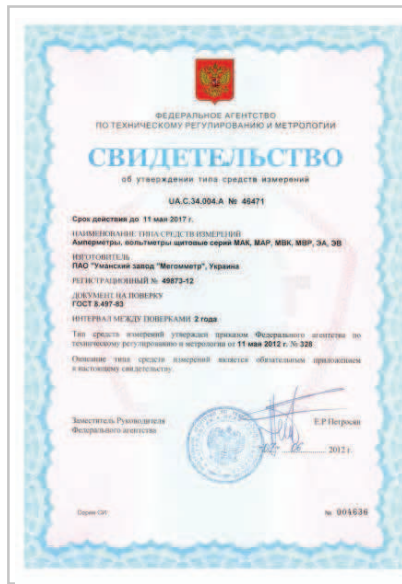 ФЕДЕРАЛЬНОЕ АГЕНТСТВО
ПО ТЕХНИЧЕСКОМУ РЕГУЛИРОВАНИЮ И МЕТРОЛОГИИ
СВИДЕТЕЛЬСТВО
об утверждении типа средств измерений
UA.C.34.004.A № 46471
Срок действия до 11 мая 2017 г.
НАИМЕНОВАНИЕ ТИПА СРЕДСТВ ИЗМЕРЕНИЙ
Амперметры, вольтметры щитовые серий МАК, МАР, МВК, МВР, ЭА, ЭВ
ИЗГОТОВИТЕЛЬ
ПАО "Уманский завод "Мегомметр", Украина
РЕГИСТРАЦИОННЫЙ № 49873-12
ДОКУМЕНТ НА ПОВЕРКУ
ГОСТ 8.497-83
ИНТЕРВАЛ МЕЖДУ ПОВЕРКАМИ 2 года
Тип средств измерений утвержден приказом Федерального агентства по
техническому регулированию и метрологии от 11 мая 2012 г. № 328
Описание типа средств измерений является обязательным приложением
к настоящему свидетельству.
Заместитель Руководителя
Федерального агентства
Е.Р.Петросян
2012 г.
Серия СИ
№ 004636